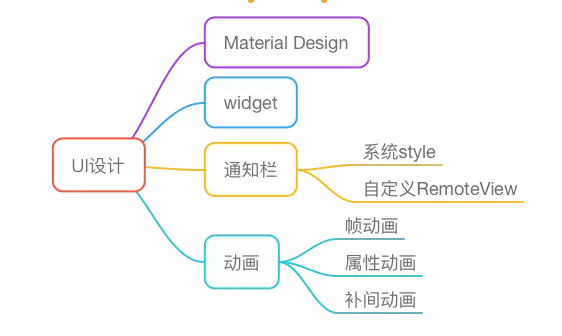 Material Design
widget
UI设计
通知栏
系统style
自定义RemoteView
动画
帧动画
属性动画
补间动画